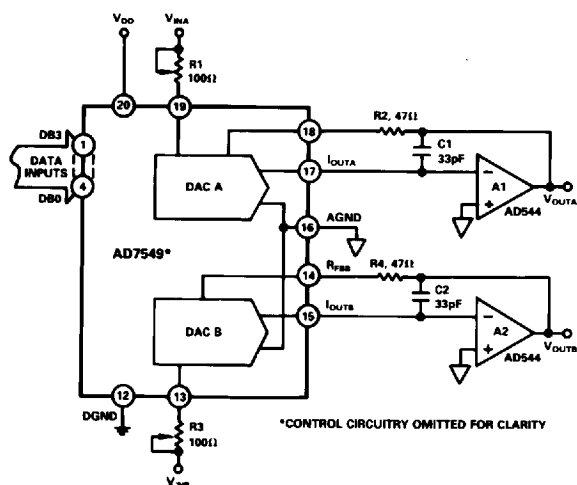 VDD
VINA
R1
100Ω
20
19
18
R2, 47Ω
DB3
1
DATA
INPUTS
4
DB0
C1
33pF
IOUTA
17
DAC A
A1
AD544
VOUTA
AGND
16
AD7549*
14
RFBB
R4, 47Ω
C2
33pF
IOUTB
15
DAC B
A2
AD544
VOUTB
12
13
DGND
R3
100Ω
*CONTROL CIRCUITRY OMITTED FOR CLARITY